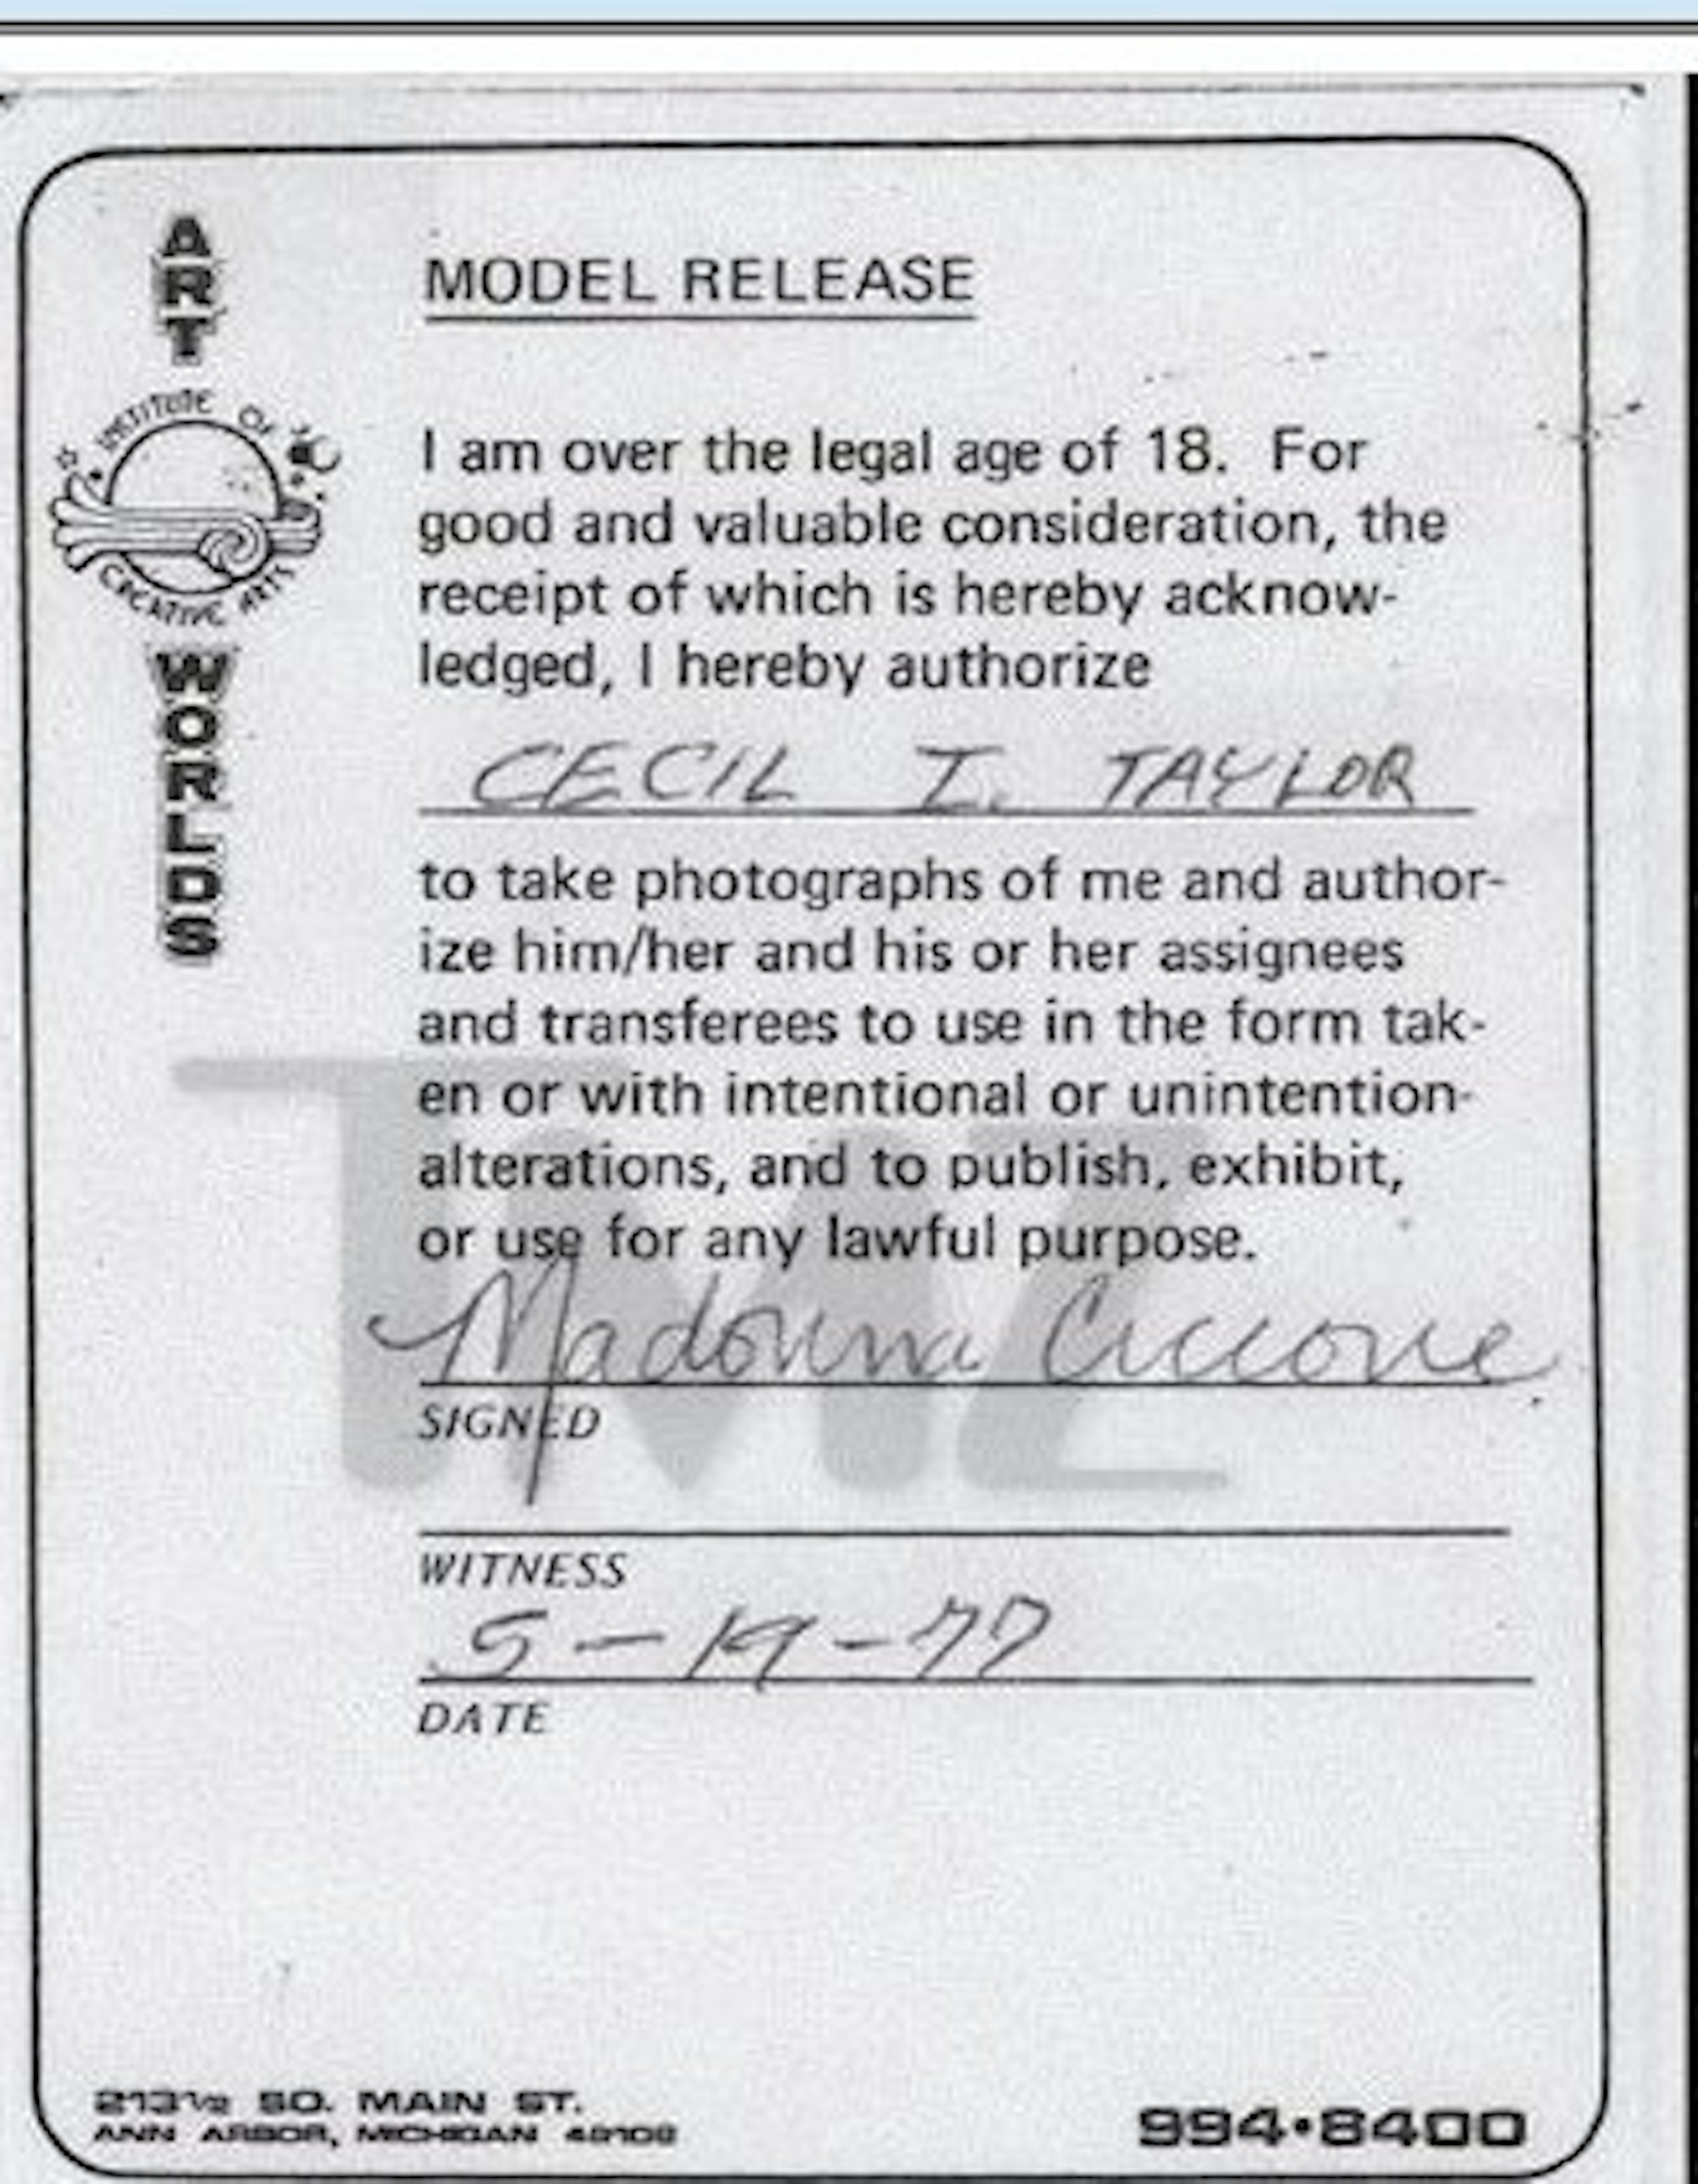 ART
INSTITUTE OF
CREATIVE ARTS
WORLDS
MODEL RELEASE
I am over the legal age of 18. For
good and valuable consideration, the
receipt of which is hereby acknow-
ledged, I hereby authorize
CECIL I. TAYLOR
to take photographs of me and author-
ize him/her and his or her assignees
and transferees to use in the form tak-
en or with intentional or unintention-
alterations, and to publish, exhibit,
or use for any lawful purpose.
Madonna Ciccone
SIGNED
WITNESS
5-19-77
DATE
TMZ
213½ SO. MAIN ST.
ANN ARBOR, MICHIGAN 48108
994•8400